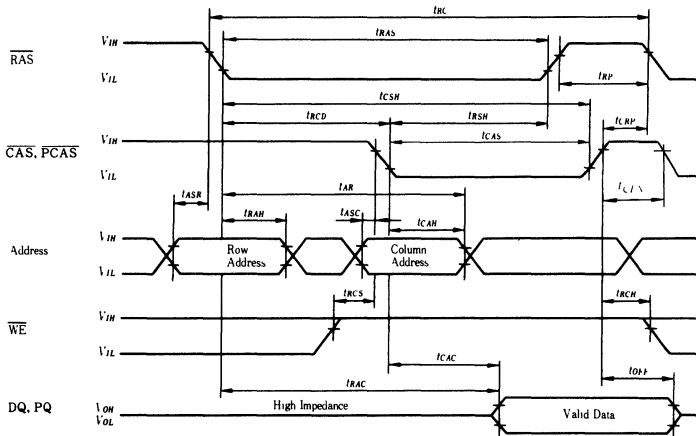 tRC
VIH
tRAS
RAS
VIL
tRP
tCSH
tRCD
tRSH
tCRP
VIH
tCAS
CAS, PCAS
VIL
tASR
tAR
tRAH
tASC
tCAH
VIH
Address
Row Address
Column Address
VIL
tRCS
tRCH
VIH
WE
VIL
tCAC
tOFF
tRAC
DQ, PQ
VOH
VOL
High Impedance
Valid Data